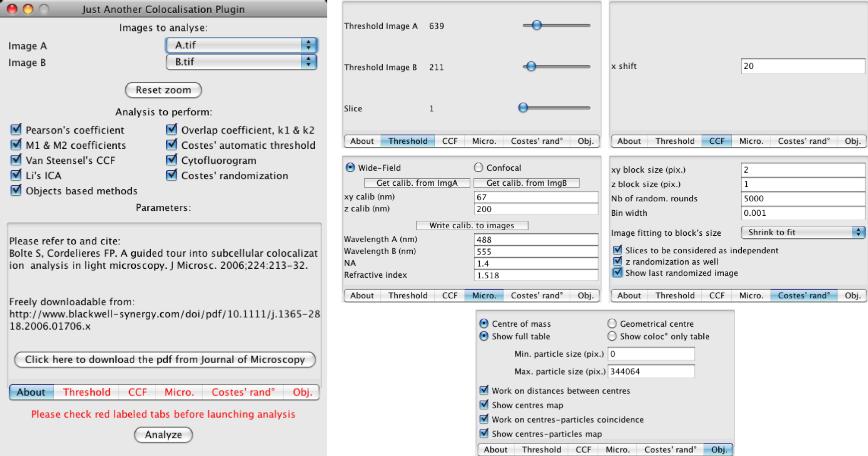 Just Another Colocalisation Plugin
Images to analyse:
Image A A.tif
Image B B.tif
Reset zoom
Analysis to perform:
Pearson's coefficient Overlap coefficient, k1 & k2
M1 & M2 coefficients Costes' automatic threshold
Van Steensel's CCF Cytofluorogram
Li's ICA Costes' randomization
Objects based methods
Parameters:
Please refer to and cite:
Bolte S, Cordelieres FP. A guided tour into subcellular colocalizat
ion analysis in light microscopy. J Microsc. 2006;224:213-32.
Freely downloadable from:
http://www.blackwell-synergy.com/doi/pdf/10.1111/j.1365-28
18.2006.01706.x
Click here to download the pdf from Journal of Microscopy
About Threshold CCF Micro. Costes' rand° Obj.
Please check red labeled tabs before launching analysis
Analyze
Threshold Image A 639
Threshold Image B 211
Slice 1
About Threshold CCF Micro. Costes' rand° Obj.
x shift 20
About Threshold CCF Micro. Costes' rand° Obj.
Wide-Field Confocal
Get calib. from ImgA Get calib. from ImgB
xy calib (nm) 67
z calib (nm) 200
Write calib. to images
Wavelength A (nm) 488
Wavelength B (nm) 555
NA 1.4
Refractive index 1.518
About Threshold CCF Micro. Costes' rand° Obj.
xy block size (pix.) 2
z block size (pix.) 1
Nb of random. rounds 5000
Bin width 0.001
Image fitting to block's size Shrink to fit
Slices to be considered as independent
z randomization as well
Show last randomized image
About Threshold CCF Micro. Costes' rand° Obj.
Centre of mass Geometrical centre
Show full table Show coloc° only table
Min. particle size (pix.) 0
Max. particle size (pix.) 344064
Work on distances between centres
Show centres map
Work on centres-particles coincidence
Show centres-particles map
About Threshold CCF Micro. Costes' rand° Obj.